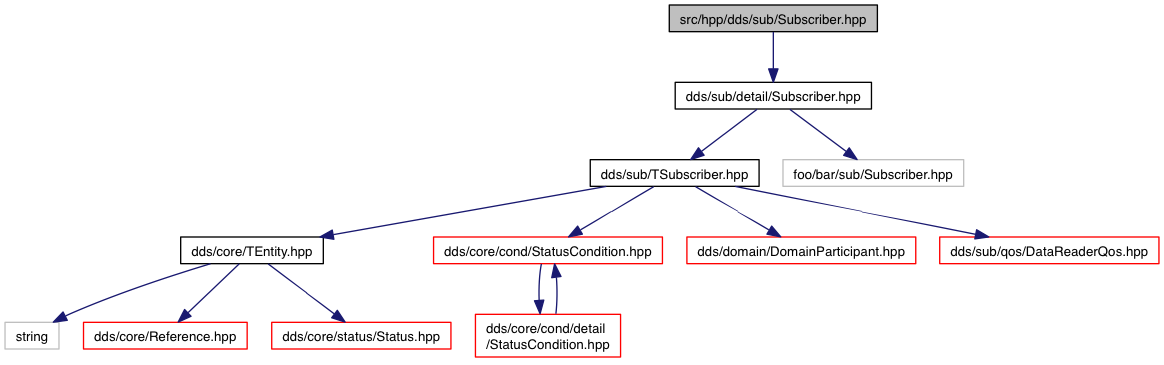 src/hpp/dds/sub/Subscriber.hpp
dds/sub/detail/Subscriber.hpp
dds/sub/TSubscriber.hpp
foo/bar/sub/Subscriber.hpp
dds/core/TEntity.hpp
dds/core/cond/StatusCondition.hpp
dds/domain/DomainParticipant.hpp
dds/sub/qos/DataReaderQos.hpp
string
dds/core/Reference.hpp
dds/core/status/Status.hpp
dds/core/cond/detail
/StatusCondition.hpp